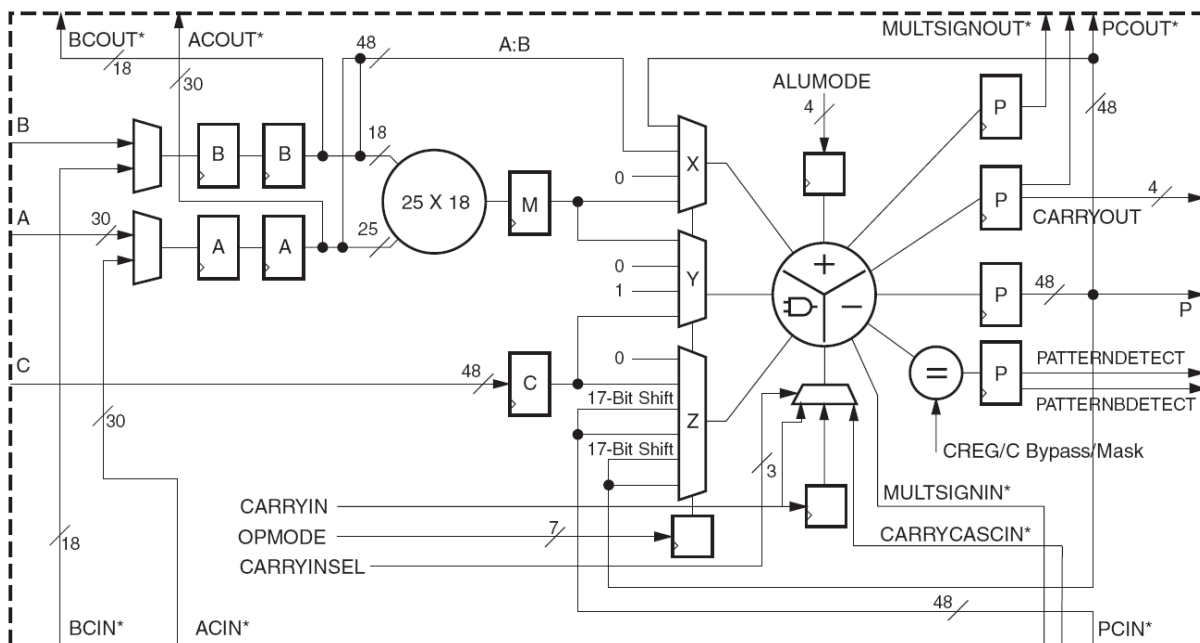 BCOUT* ACOUT* 48 A:B MULTSIGNOUT* PCOUT*
18 30 ALUMODE
4 P 48
B 18
B B X
0 P 4
A 30 25 X 18 M CARRYOUT
25
A A 0 Y + 48
1 − P P
C 48 C 0 = P PATTERNDETECT
17-Bit Shift PATTERNBDETECT
30 Z
17-Bit Shift CREG/C Bypass/Mask
3
CARRYIN MULTSIGNIN*
OPMODE 7 CARRYCASCIN*
18
CARRYINSEL
48
BCIN* ACIN* PCIN*